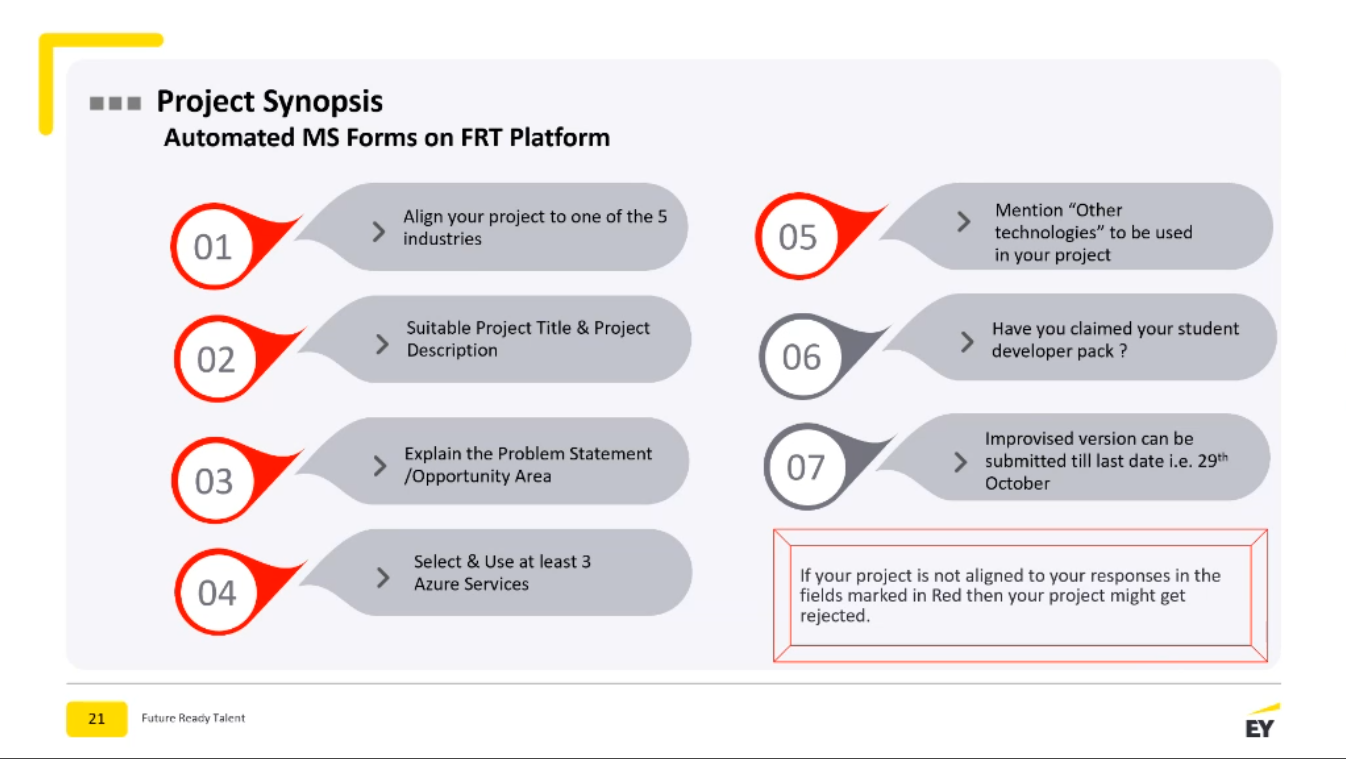 Project Synopsis
Automated MS Forms on FRT Platform
01
Align your project to one of the 5
industries
02
Suitable Project Title & Project
Description
03
Explain the Problem Statement
/Opportunity Area
04
Select & Use at least 3
Azure Services
05
Mention “Other
technologies” to be used
in your project
06
Have you claimed your student
developer pack ?
07
Improvised version can be
submitted till last date i.e. 29th
October
If your project is not aligned to your responses in the
fields marked in Red then your project might get
rejected.
21
Future Ready Talent
EY